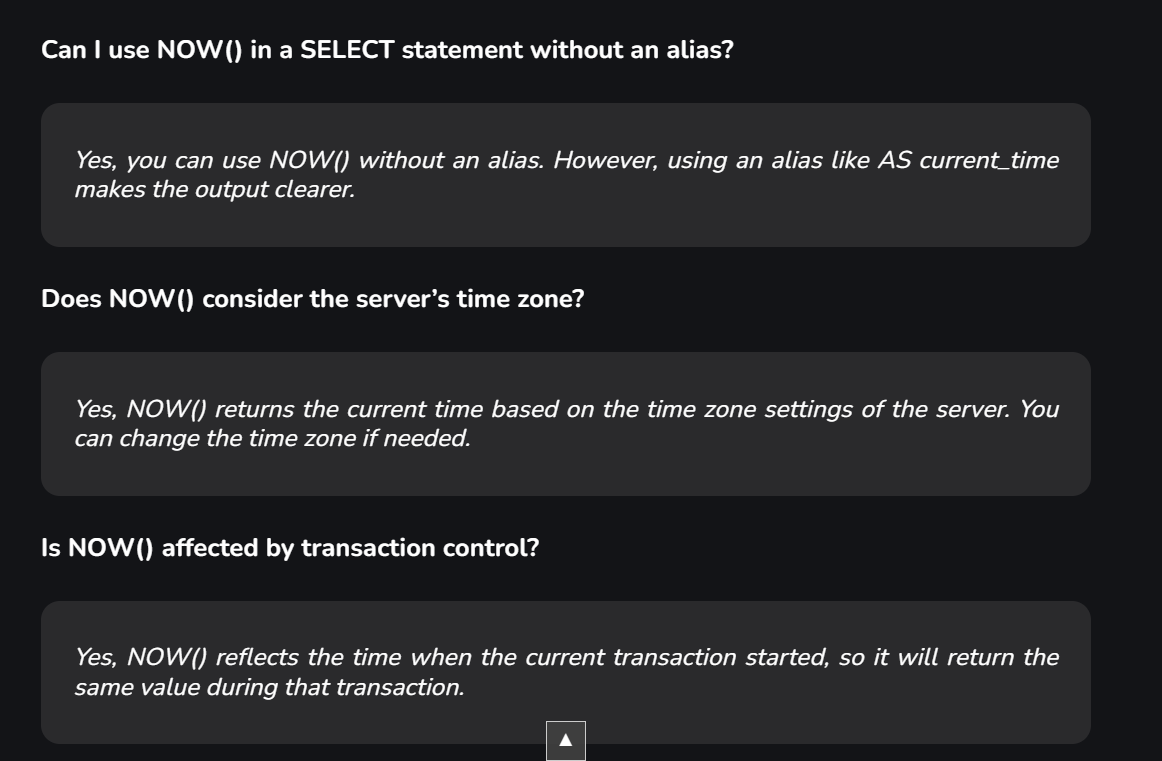 Can I use NOW() in a SELECT statement without an alias?
Yes, you can use NOW() without an alias. However, using an alias like AS current_time
makes the output clearer.
Does NOW() consider the server’s time zone?
Yes, NOW() returns the current time based on the time zone settings of the server. You
can change the time zone if needed.
Is NOW() affected by transaction control?
Yes, NOW() reflects the time when the current transaction started, so it will return the
same value during that transaction.